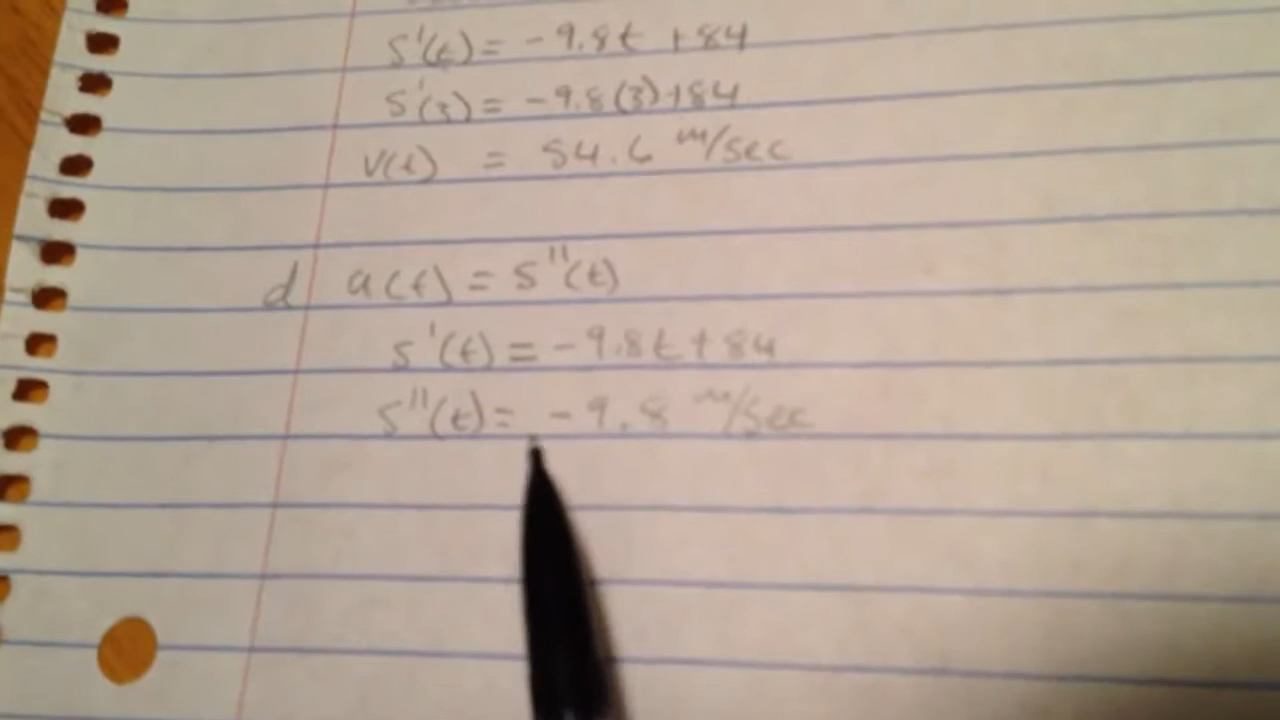 s'(t) = -9.8t + 84
s'(3) = -9.8(3)+84
v(t) = 54.6 m/sec
d a(t) = s''(t)
s'(t) = -9.8t + 84
s''(t) = -9.8 m/sec